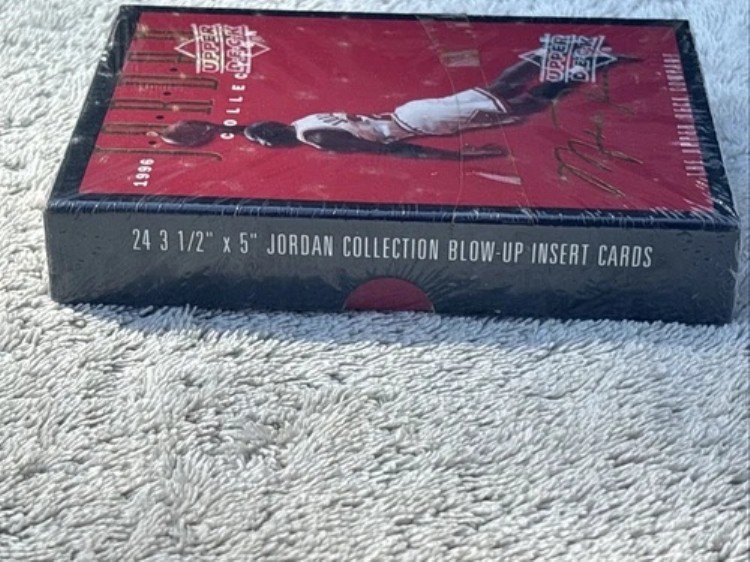 J·O·R·D·A·N
COLLECTION
1996
UPPER
DECK
UPPER
DECK
THE UPPER DECK COMPANY
24 3 1/2" x 5" JORDAN COLLECTION BLOW-UP INSERT CARDS